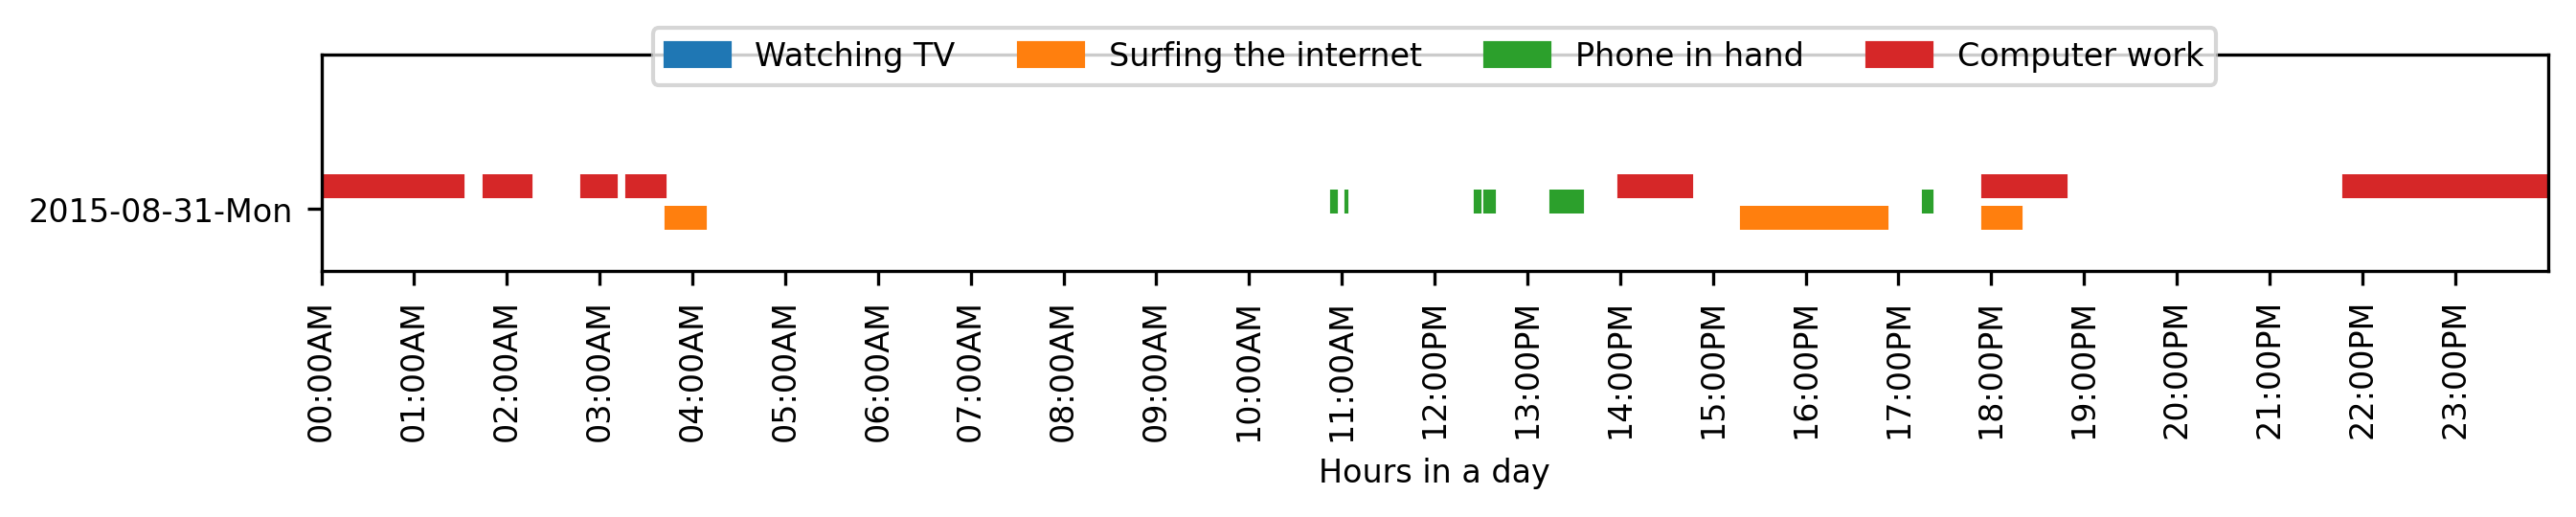 Watching TV Surfing the internet Phone in hand Computer work
2015-08-31-Mon
00:00AM 01:00AM 02:00AM 03:00AM 04:00AM 05:00AM 06:00AM 07:00AM 08:00AM 09:00AM 10:00AM 11:00AM 12:00PM 13:00PM 14:00PM 15:00PM 16:00PM 17:00PM 18:00PM 19:00PM 20:00PM 21:00PM 22:00PM 23:00PM
Hours in a day